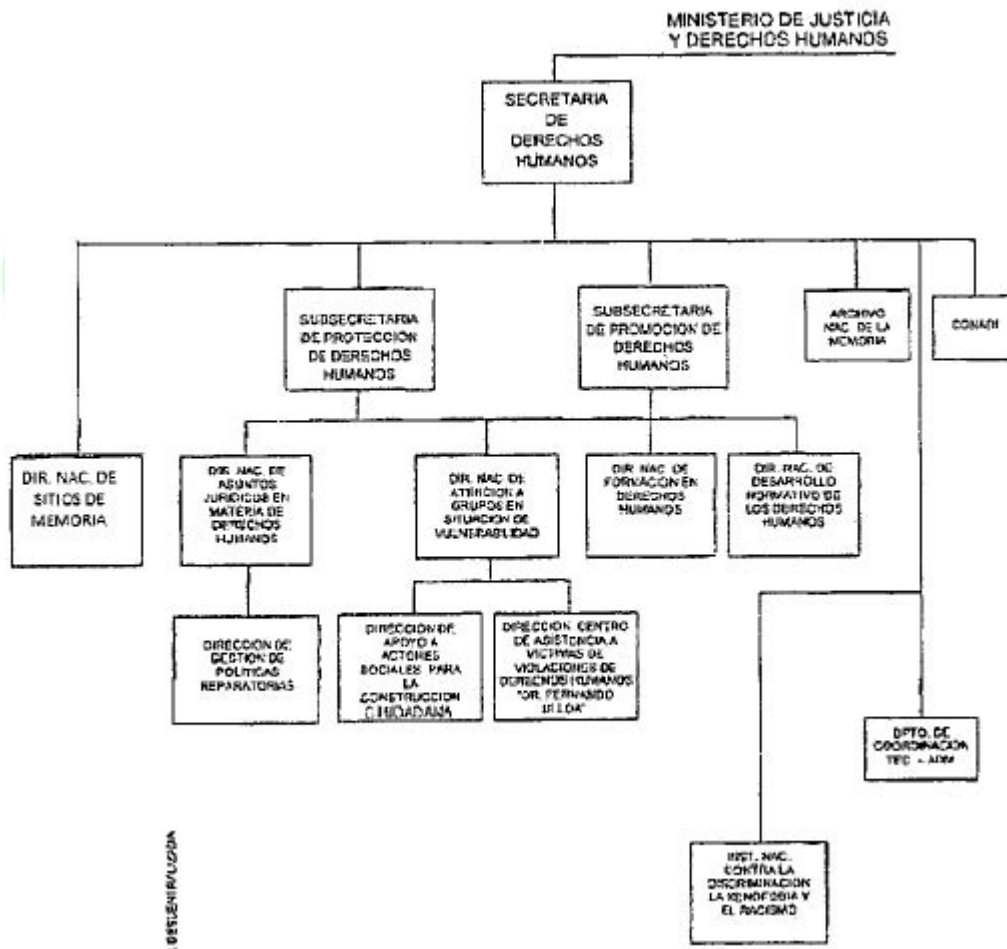 MINISTERIO DE JUSTICIA
Y DERECHOS HUMANOS
SECRETARIA
DE
DERECHOS
HUMANOS
SUBSECRETARIA
DE PROTECCION
DE DERECHOS
HUMANOS
SUBSECRETARIA
DE PROMOCION DE
DERECHOS
HUMANOS
ARCHIVO
NAC. DE LA
MEMORIA
CONADI
DIR. NAC. DE
SITIOS DE
MEMORIA
DIR. NAC. DE
ASUNTOS
JURIDICOS EN
MATERIA DE
DERECHOS
HUMANOS
DIR. NAC. DE
ATENCION A
GRUPOS EN
SITUACION DE
VULNERABILIDAD
DIR. NAC. DE
FORMACION EN
DERECHOS
HUMANOS
DIR. NAC. DE
DESARROLLO
NORMATIVO DE
LOS DERECHOS
HUMANOS
DIRECCION DE
GESTION DE
POLITICAS
REPARATORIAS
DIRECCION DE
APOYO A
ACTORES
SOCIALES PARA
LA
CONSTRUCCION
CIUDADANA
DIRECCION CENTRO
DE ASISTENCIA A
VICTIMAS DE
VIOLACIONES DE
DERECHOS HUMANOS
"DR. FERNANDO
ULLOA"
DPTO. DE
COORDINACION
TEC. - ADM
INST. NAC.
CONTRA LA
DISCRIMINACION
LA XENOFOBIA Y
EL RACISMO